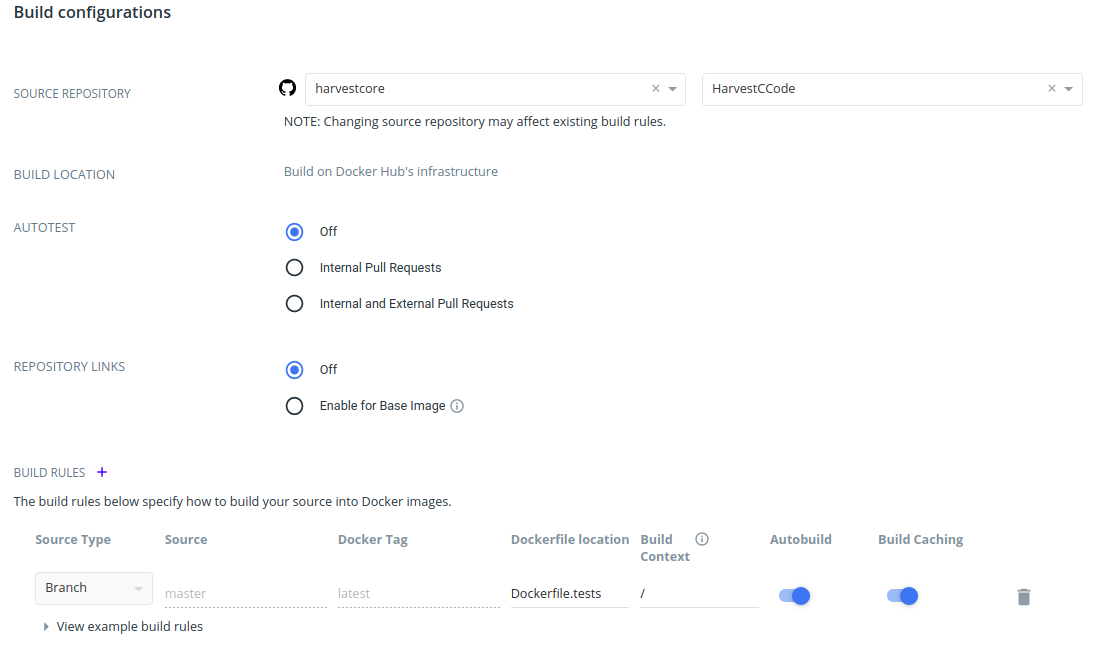 Build configurations
SOURCE REPOSITORY
harvestcore × HarvestCCode ×
NOTE: Changing source repository may affect existing build rules.
BUILD LOCATION
Build on Docker Hub's infrastructure
AUTOTEST
Off
Internal Pull Requests
Internal and External Pull Requests
REPOSITORY LINKS
Off
Enable for Base Image
BUILD RULES +
The build rules below specify how to build your source into Docker images.
Source Type Source Docker Tag Dockerfile location Build Context Autobuild Build Caching
Branch master latest Dockerfile.tests /
View example build rules